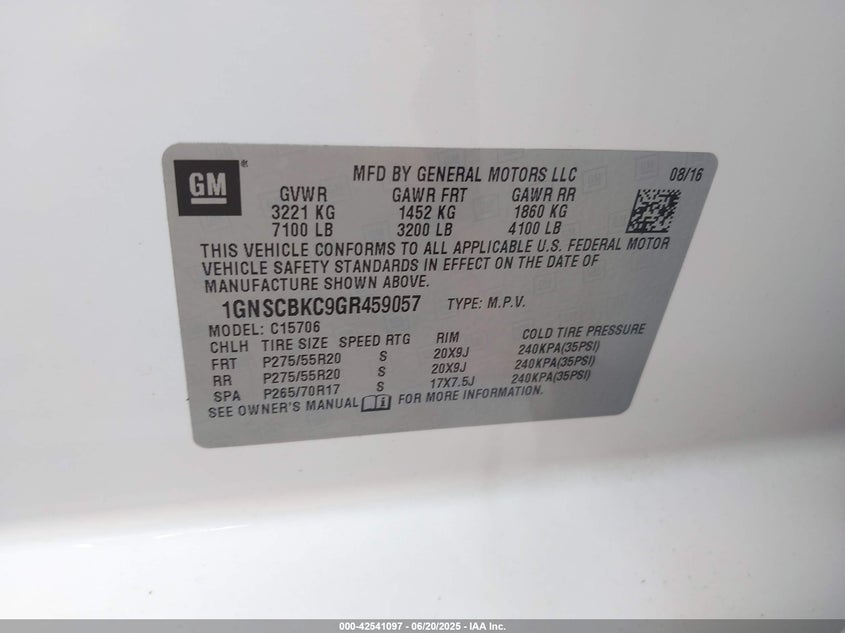 GM ® MFD BY GENERAL MOTORS LLC 08/16
GVWR GAWR FRT GAWR RR
3221 KG 1452 KG 1860 KG
7100 LB 3200 LB 4100 LB
THIS VEHICLE CONFORMS TO ALL APPLICABLE U.S. FEDERAL MOTOR
VEHICLE SAFETY STANDARDS IN EFFECT ON THE DATE OF
MANUFACTURE SHOWN ABOVE.
1GNSCBKC9GR459057 TYPE: M.P.V.
MODEL: C15706
CHLH TIRE SIZE SPEED RTG RIM COLD TIRE PRESSURE
FRT P275/55R20 S 20X9J 240KPA(35PSI)
RR P275/55R20 S 20X9J 240KPA(35PSI)
SPA P265/70R17 S 17X7.5J 240KPA(35PSI)
SEE OWNER'S MANUAL i FOR MORE INFORMATION.
000-42541097 - 06/20/2025 - IAA Inc.